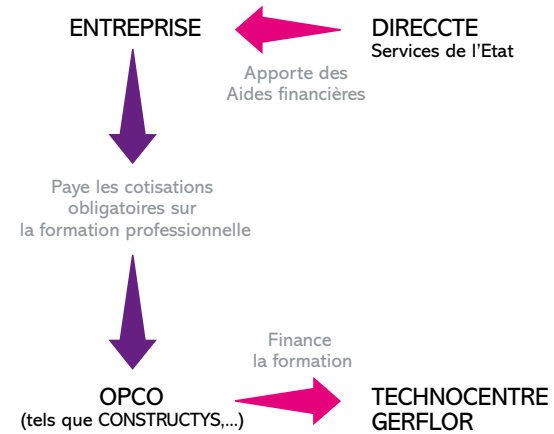 ENTREPRISE
DIRECCTE
Services de l'Etat
Apporte des
Aides financières
Paye les cotisations
obligatoires sur
la formation professionnelle
Finance
la formation
OPCO
(tels que CONSTRUCTYS,...)
TECHNOCENTRE
GERFLOR